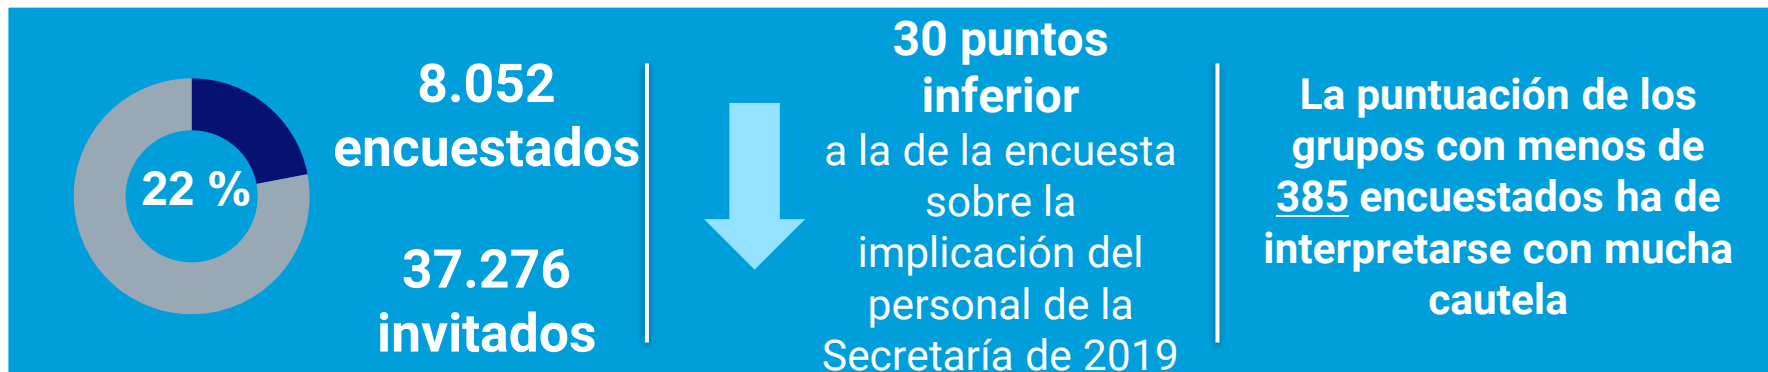 22 %
8.052
encuestados
37.276
invitados
30 puntos
inferior
a la de la encuesta
sobre la
implicación del
personal de la
Secretaría de 2019
La puntuación de los
grupos con menos de
385 encuestados ha de
interpretarse con mucha
cautela